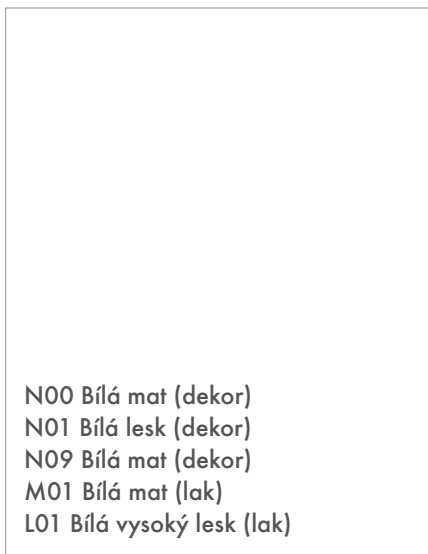 N00 Bílá mat (dekor)
N01 Bílá lesk (dekor)
N09 Bílá mat (dekor)
M01 Bílá mat (lak)
L01 Bílá vysoký lesk (lak)